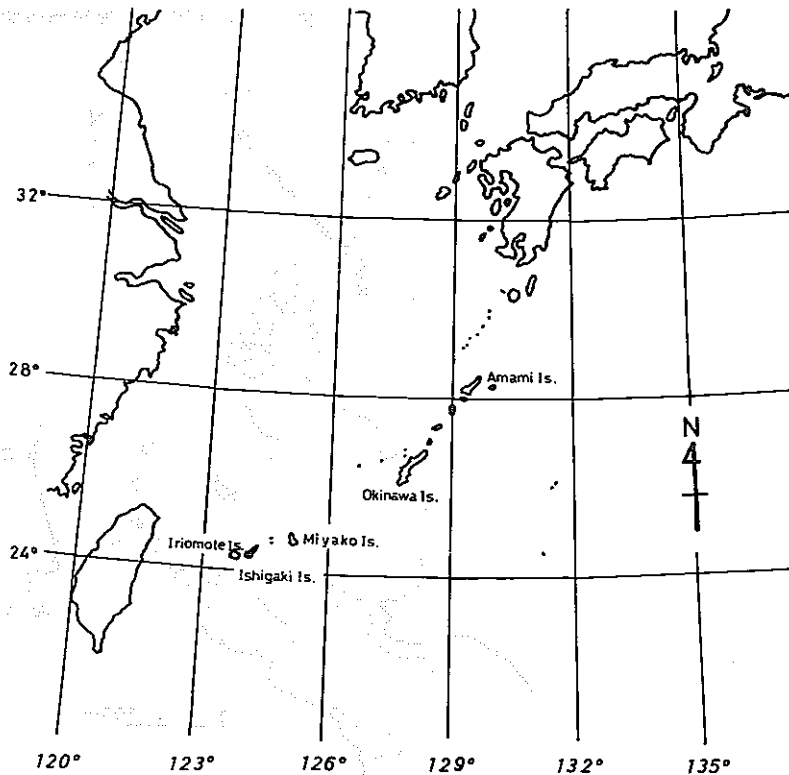 32°
28°
Amami Is.
N
Okinawa Is.
Iriomote Is.
Miyako Is.
24°
Ishigaki Is.
120°
123°
126°
129°
132°
135°